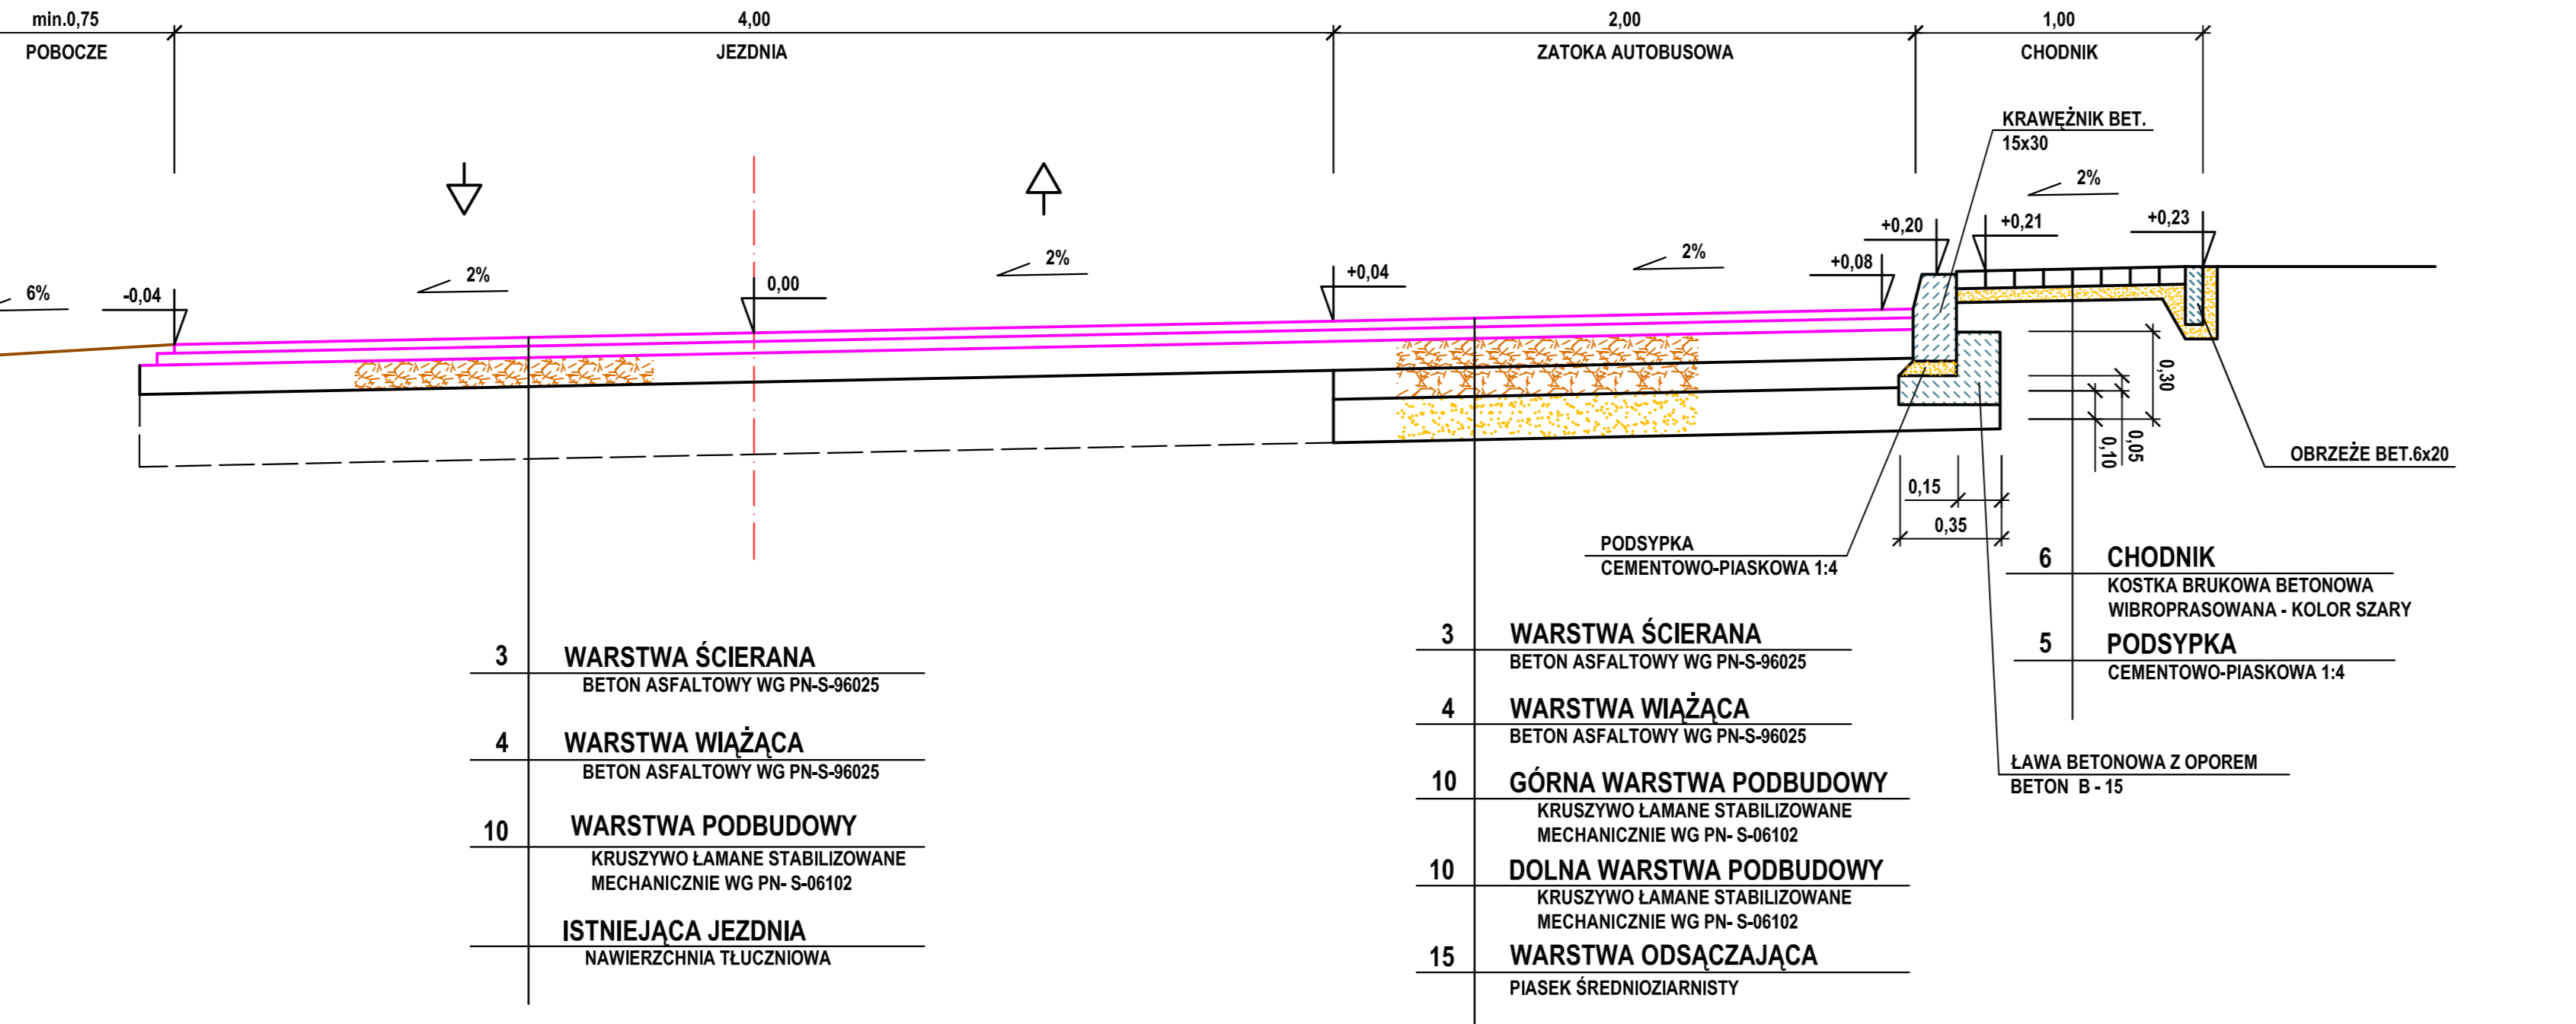 min.0,75
4,00
2,00
1,00
POBOCZE
JEZDNIA
ZATOKA AUTOBUSOWA
CHODNIK
KRAWĘŻNIK BET.
15x30
2%
+0,20
+0,21
+0,23
6%
-0,04
2%
0,00
2%
+0,04
2%
+0,08
0,30
0,05
0,10
OBRZEŻE BET.6x20
0,15
0,35
PODSYPKA
CEMENTOWO-PIASKOWA 1:4
3 WARSTWA ŚCIERANA
BETON ASFALTOWY WG PN-S-96025
4 WARSTWA WIĄŻĄCA
BETON ASFALTOWY WG PN-S-96025
10 WARSTWA PODBUDOWY
KRUSZYWO ŁAMANE STABILIZOWANE
MECHANICZNIE WG PN- S-06102
ISTNIEJĄCA JEZDNIA
NAWIERZCHNIA TŁUCZNIOWA
3 WARSTWA ŚCIERANA
BETON ASFALTOWY WG PN-S-96025
4 WARSTWA WIĄŻĄCA
BETON ASFALTOWY WG PN-S-96025
10 GÓRNA WARSTWA PODBUDOWY
KRUSZYWO ŁAMANE STABILIZOWANE
MECHANICZNIE WG PN- S-06102
10 DOLNA WARSTWA PODBUDOWY
KRUSZYWO ŁAMANE STABILIZOWANE
MECHANICZNIE WG PN- S-06102
15 WARSTWA ODSĄCZAJĄCA
PIASEK ŚREDNIOZIARNISTY
6 CHODNIK
KOSTKA BRUKOWA BETONOWA
WIBROPRASOWANA - KOLOR SZARY
5 PODSYPKA
CEMENTOWO-PIASKOWA 1:4
ŁAWA BETONOWA Z OPOREM
BETON B - 15